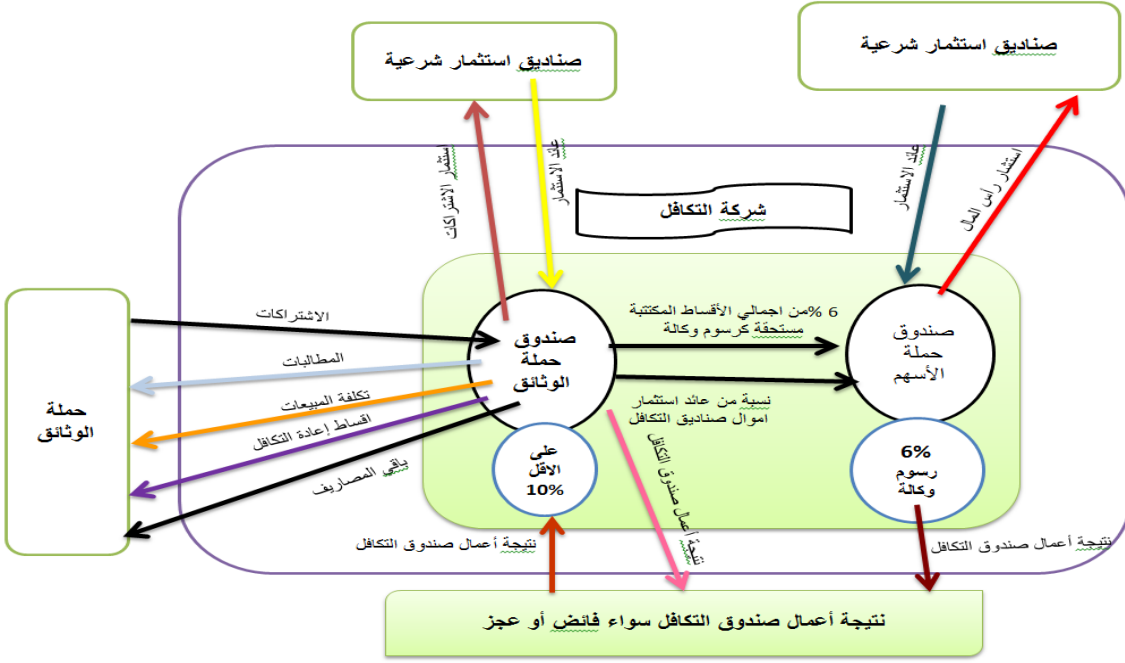 صناديق استثمار شرعية
صناديق استثمار شرعية
استثمار الاشتراكات
عائد الاستثمار
عائد الاستثمار
استشار رأس المال
شركة التكافل
الاشتراكات
المطالبات
تكلفة المبيعات
اقساط إعادة التكافل
باقي المصاريف
حملة
الوثائق
صندوق
حملة
الوثائق
6 %من اجمالي الأقساط المكتتبة
مستحقة كرسوم وكالة
نسبة من عائد استثمار
اموال صناديق التكافل
صندوق
حملة
الأسهم
على
الاقل
10%
6%
رسوم
وكالة
نتيجة أعمال صندوق التكافل
نتيجة أعمال صندوق التكافل
نتيجة أعمال صندوق التكافل
نتيجة أعمال صندوق التكافل سواء فائض أو عجز